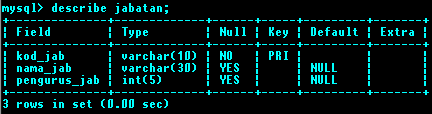 mysql> describe jabatan;
+--------------+-------------+------+-----+---------+-------+
| Field        | Type        | Null | Key | Default | Extra |
+--------------+-------------+------+-----+---------+-------+
| kod_jab      | varchar(10) | NO   | PRI |         |       |
| nama_jab     | varchar(30) | YES  |     | NULL    |       |
| pengurus_jab | int(5)      | YES  |     | NULL    |       |
+--------------+-------------+------+-----+---------+-------+
3 rows in set (0.00 sec)